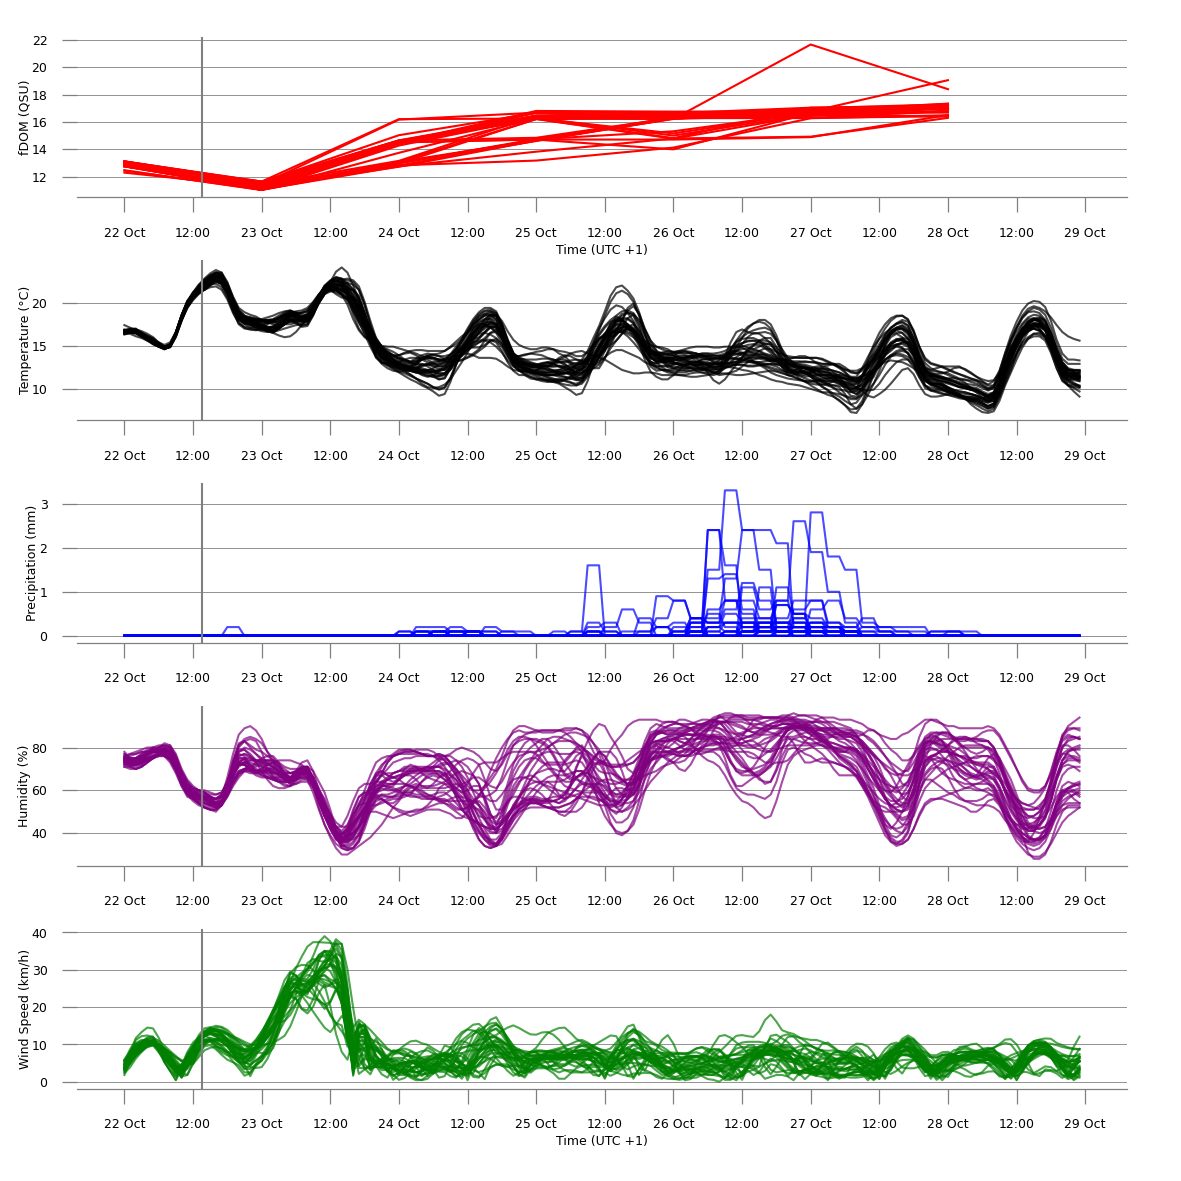 22
20
18
16
14
12
fDOM (QSU)
22 Oct 12:00 23 Oct 12:00 24 Oct 12:00 25 Oct 12:00 26 Oct 12:00 27 Oct 12:00 28 Oct 12:00 29 Oct
Time (UTC +1)
20
15
10
Temperature (°C)
22 Oct 12:00 23 Oct 12:00 24 Oct 12:00 25 Oct 12:00 26 Oct 12:00 27 Oct 12:00 28 Oct 12:00 29 Oct
3
2
1
0
Precipitation (mm)
22 Oct 12:00 23 Oct 12:00 24 Oct 12:00 25 Oct 12:00 26 Oct 12:00 27 Oct 12:00 28 Oct 12:00 29 Oct
80
60
40
Humidity (%)
22 Oct 12:00 23 Oct 12:00 24 Oct 12:00 25 Oct 12:00 26 Oct 12:00 27 Oct 12:00 28 Oct 12:00 29 Oct
40
30
20
10
0
Wind Speed (km/h)
22 Oct 12:00 23 Oct 12:00 24 Oct 12:00 25 Oct 12:00 26 Oct 12:00 27 Oct 12:00 28 Oct 12:00 29 Oct
Time (UTC +1)